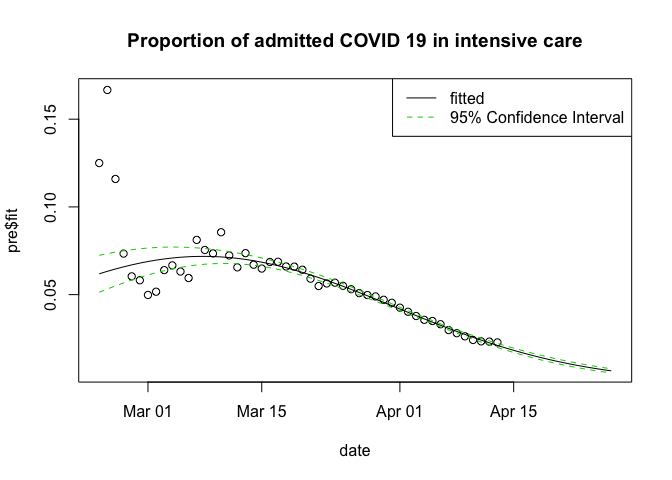 Proportion of admitted COVID 19 in intensive care
fitted
95% Confidence Interval
0.15
0.10
0.05
pre$fit
Mar 01
Mar 15
Apr 01
Apr 15
date